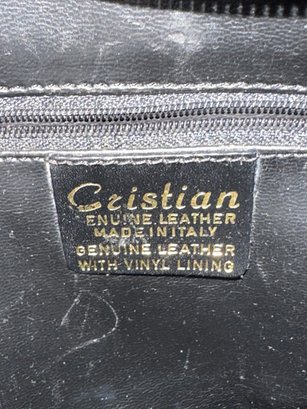 Cristian
ENUINE LEATHER
MADE IN ITALY
GENUINE LEATHER
WITH VINYL LINING